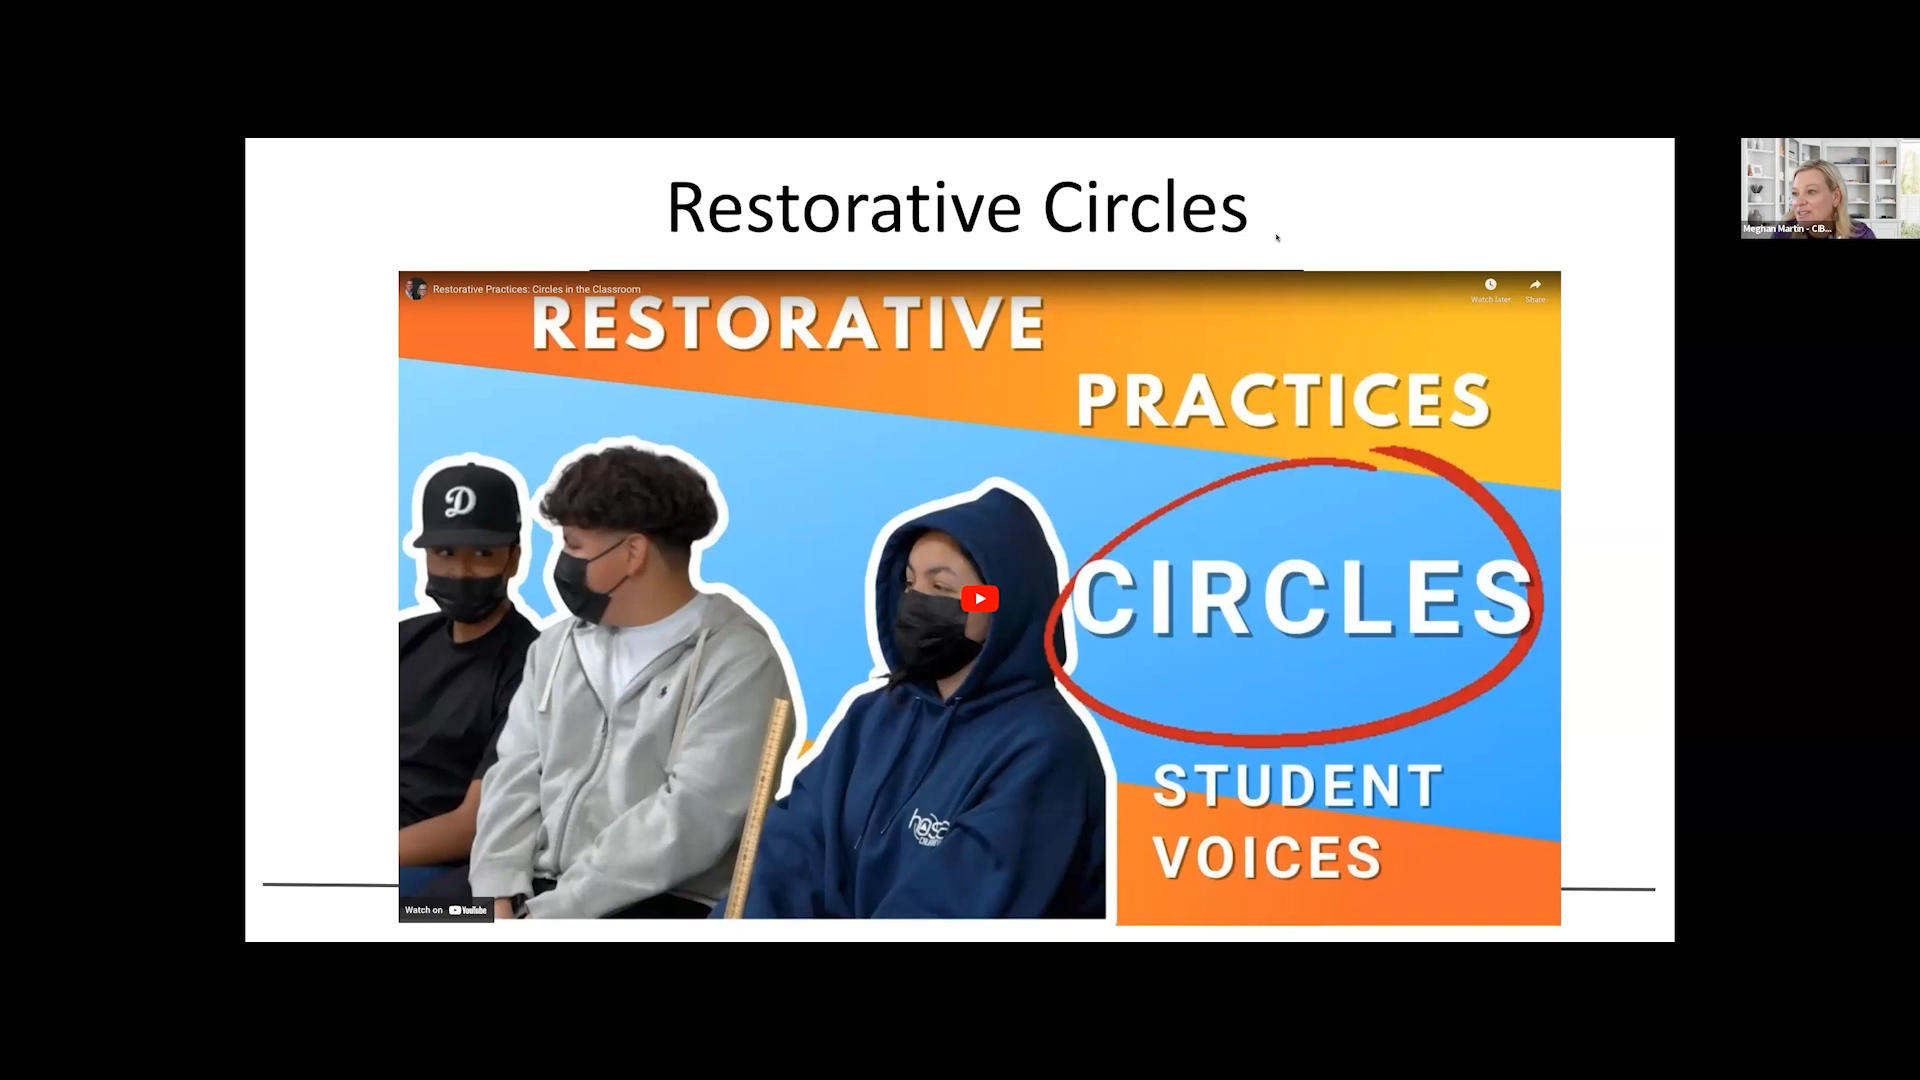 Restorative Circles
Meghan Martin - CIB...
Restorative Practices: Circles in the Classroom
Watch later
Share
RESTORATIVE
PRACTICES
D
CIRCLES
STUDENT
VOICES
Watch on YouTube